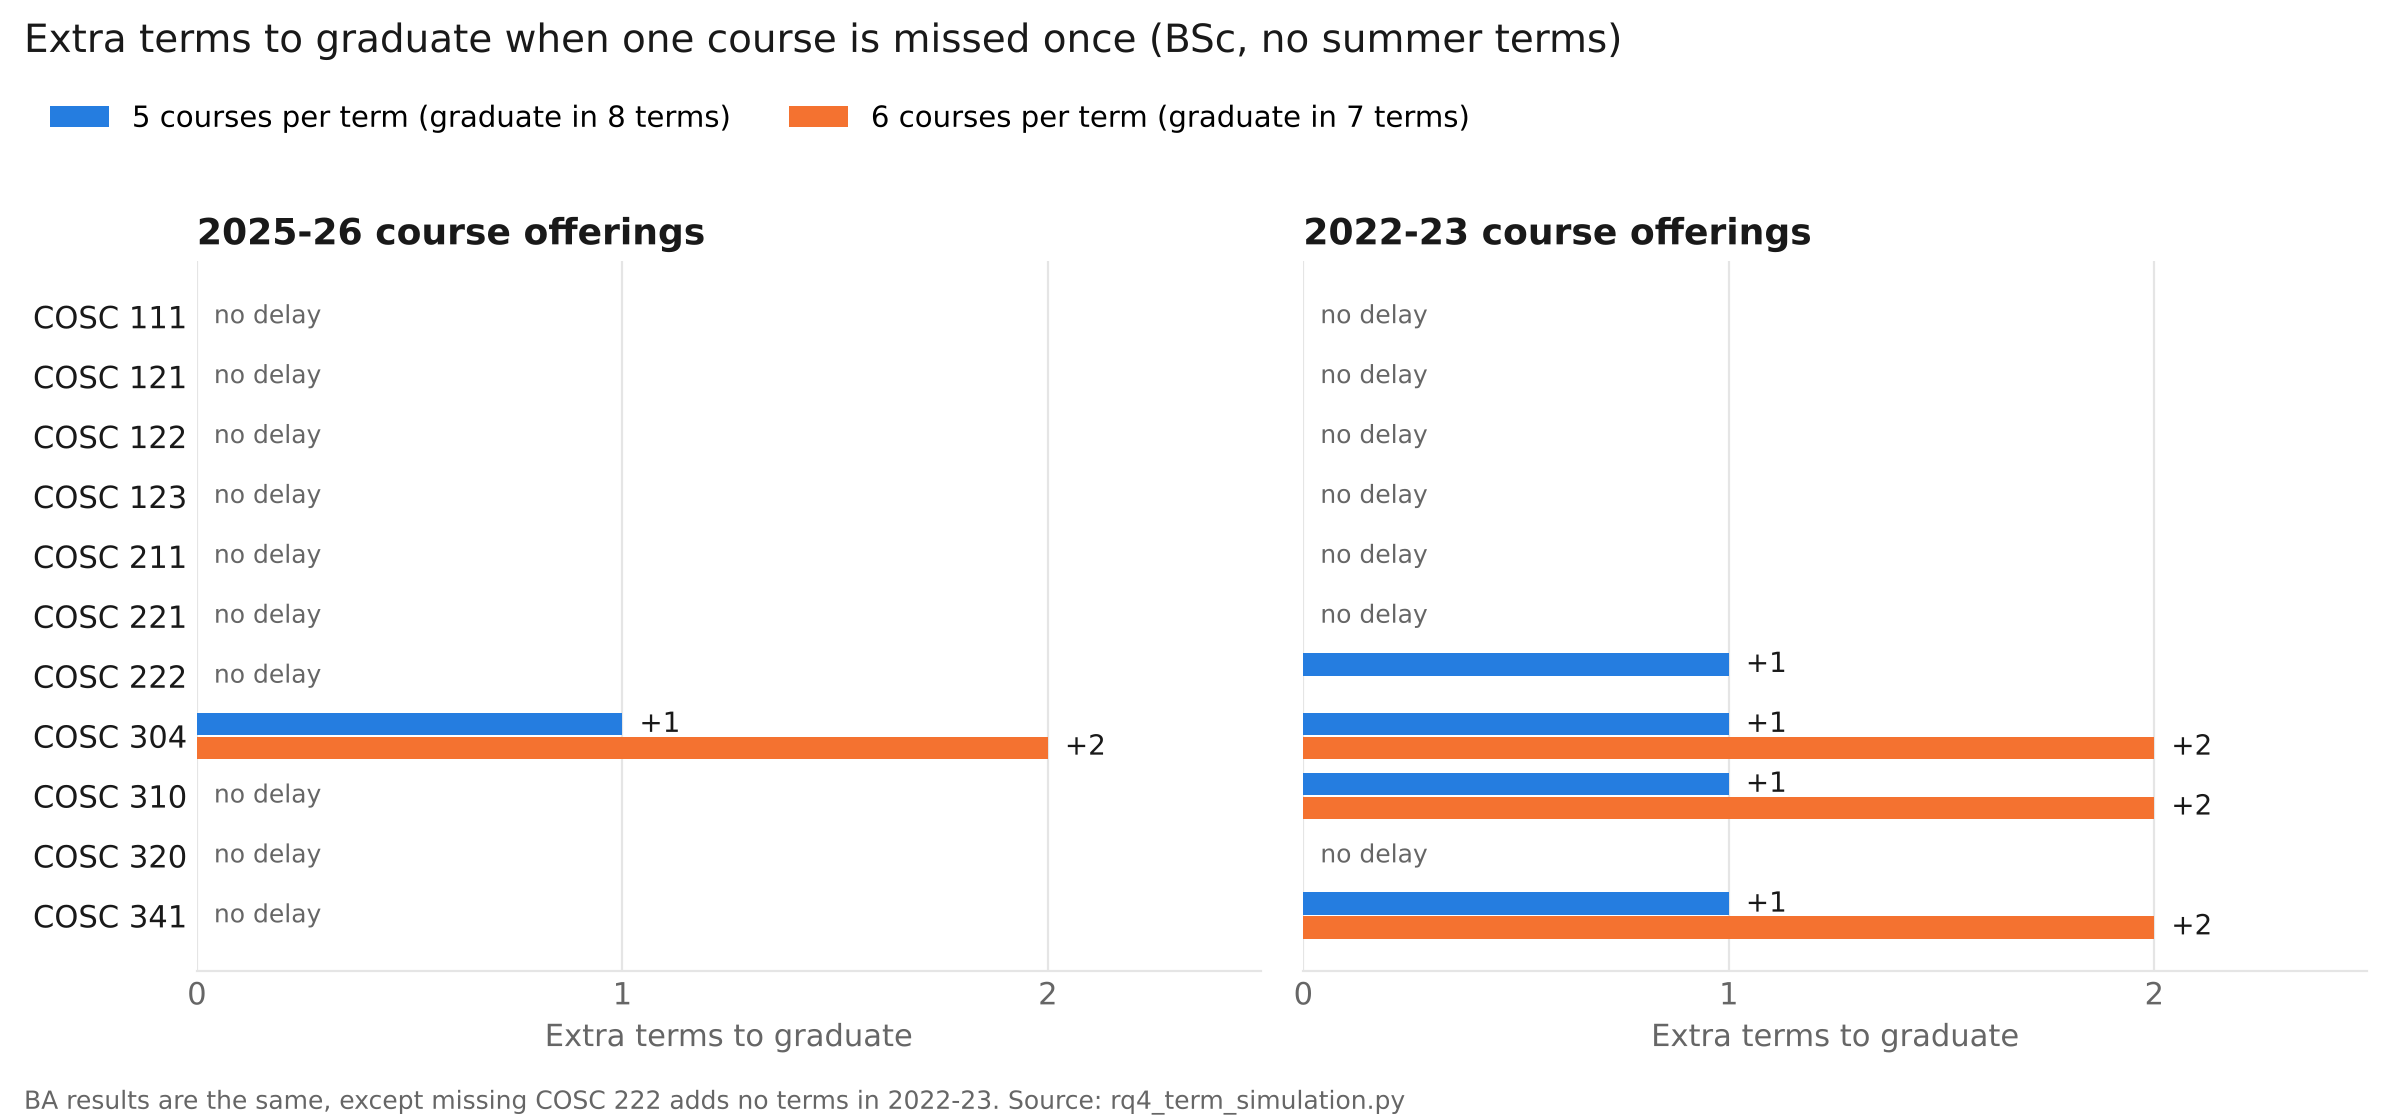 Extra terms to graduate when one course is missed once (BSc, no summer terms)
5 courses per term (graduate in 8 terms)
6 courses per term (graduate in 7 terms)
2025-26 course offerings
COSC 111 no delay
COSC 121 no delay
COSC 122 no delay
COSC 123 no delay
COSC 211 no delay
COSC 221 no delay
COSC 222 no delay
COSC 304 +1
+2
COSC 310 no delay
COSC 320 no delay
COSC 341 no delay
0 1 2
Extra terms to graduate
2022-23 course offerings
no delay
no delay
no delay
no delay
no delay
no delay
+1
+1
+2
+1
+2
no delay
+1
+2
0 1 2
Extra terms to graduate
BA results are the same, except missing COSC 222 adds no terms in 2022-23. Source: rq4_term_simulation.py